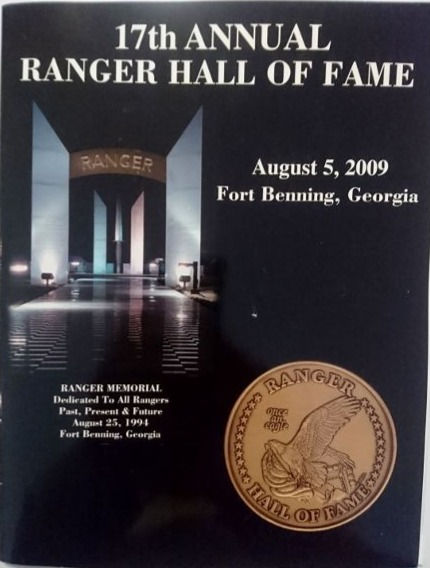 17th ANNUAL
RANGER HALL OF FAME
RANGER
August 5, 2009
Fort Benning, Georgia
RANGER MEMORIAL
Dedicated To All Rangers
Past, Present & Future
August 25, 1994
Fort Benning, Georgia
RANGER
once
an
eagle
HALL OF FAME